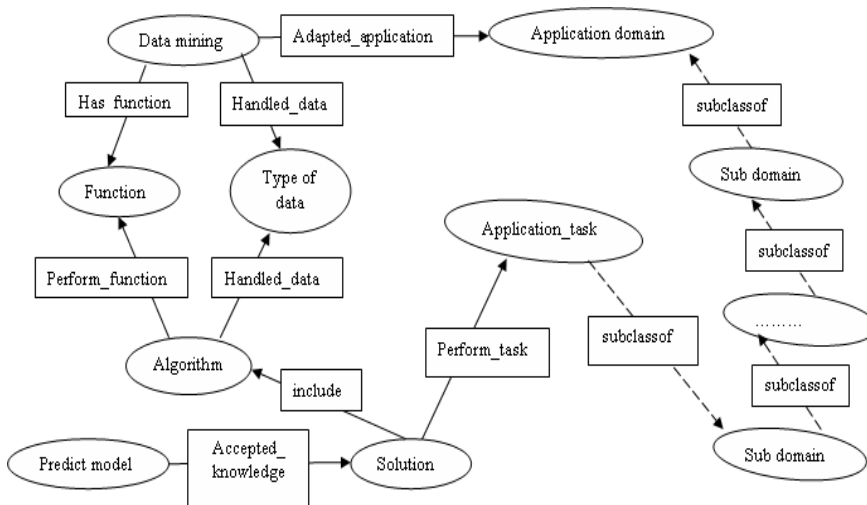 Data mining
Adapted_application
Application domain
Has function
Handled_data
subclassof
Function
Type of
data
Sub domain
Application_task
Perform_function
Handled_data
subclassof
Algorithm
include
Perform_task
subclassof
.........
subclassof
Predict model
Accepted_
knowledge
Solution
Sub domain